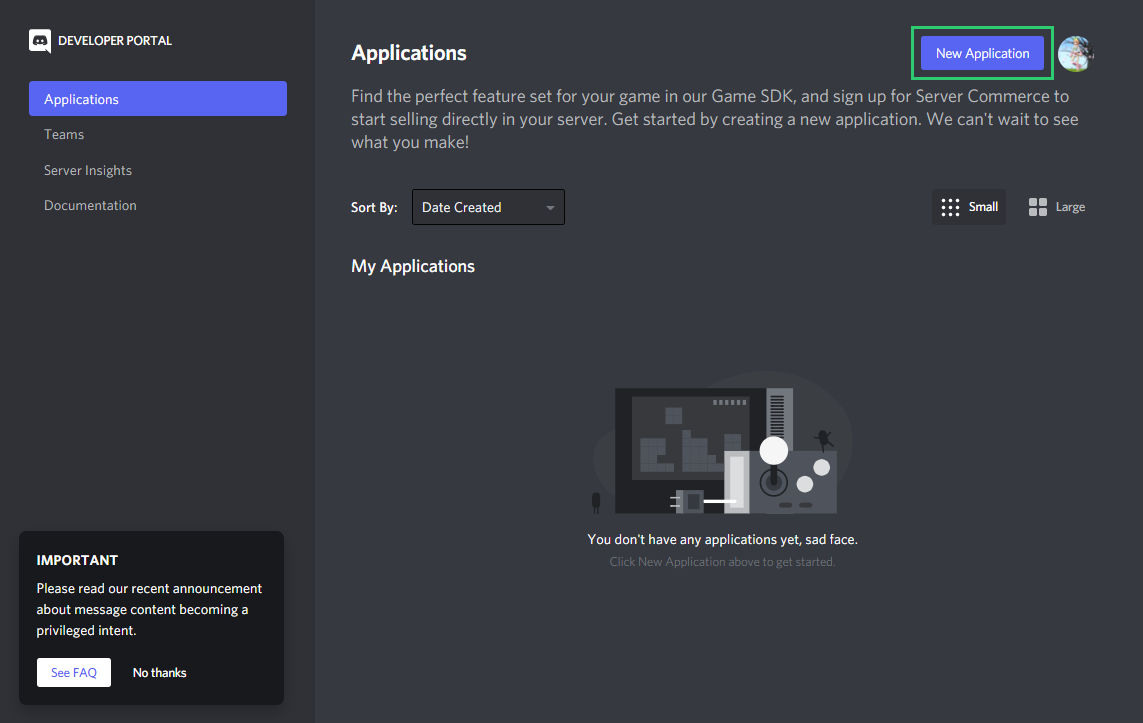 DEVELOPER PORTAL
Applications
Teams
Server Insights
Documentation
Applications
New Application
Find the perfect feature set for your game in our Game SDK, and sign up for Server Commerce to
start selling directly in your server. Get started by creating a new application. We can't wait to see
what you make!
Sort By: Date Created
Small Large
My Applications
You don't have any applications yet, sad face.
Click New Application above to get started.
IMPORTANT
Please read our recent announcement
about message content becoming a
privileged intent.
See FAQ No thanks